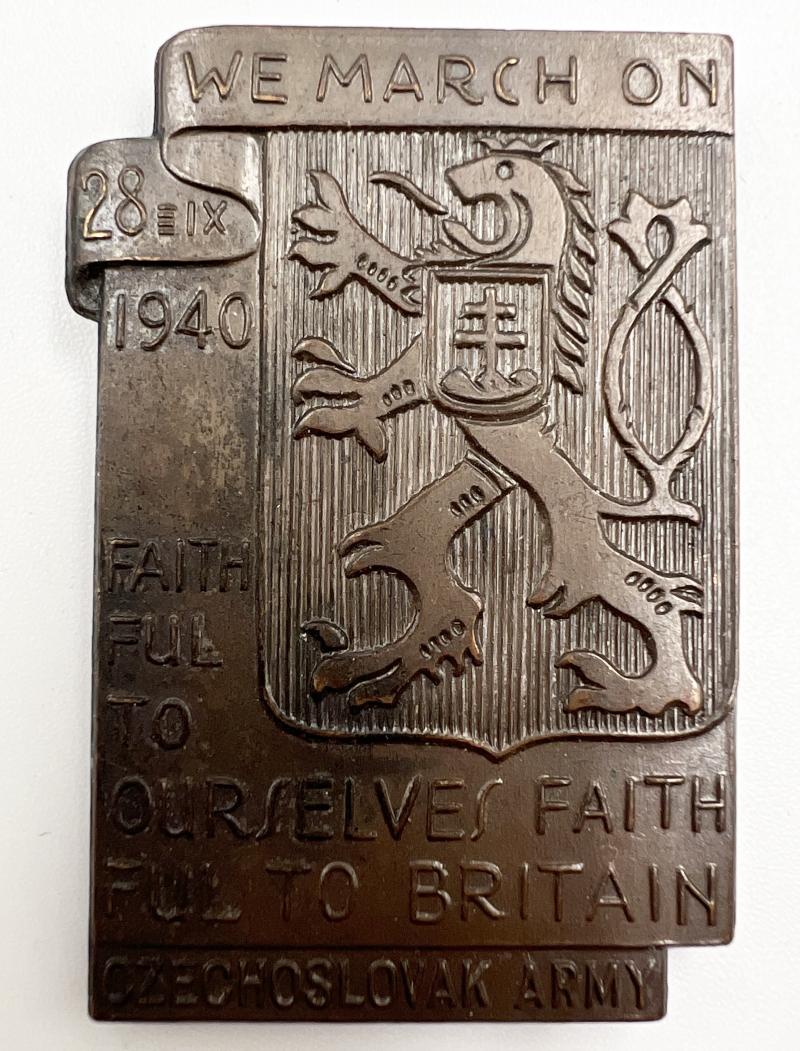 WE MARCH ON
28 IX
1940
FAITH
FUL
TO
OURSELVES FAITH
FUL TO BRITAIN
CZECHOSLOVAK ARMY